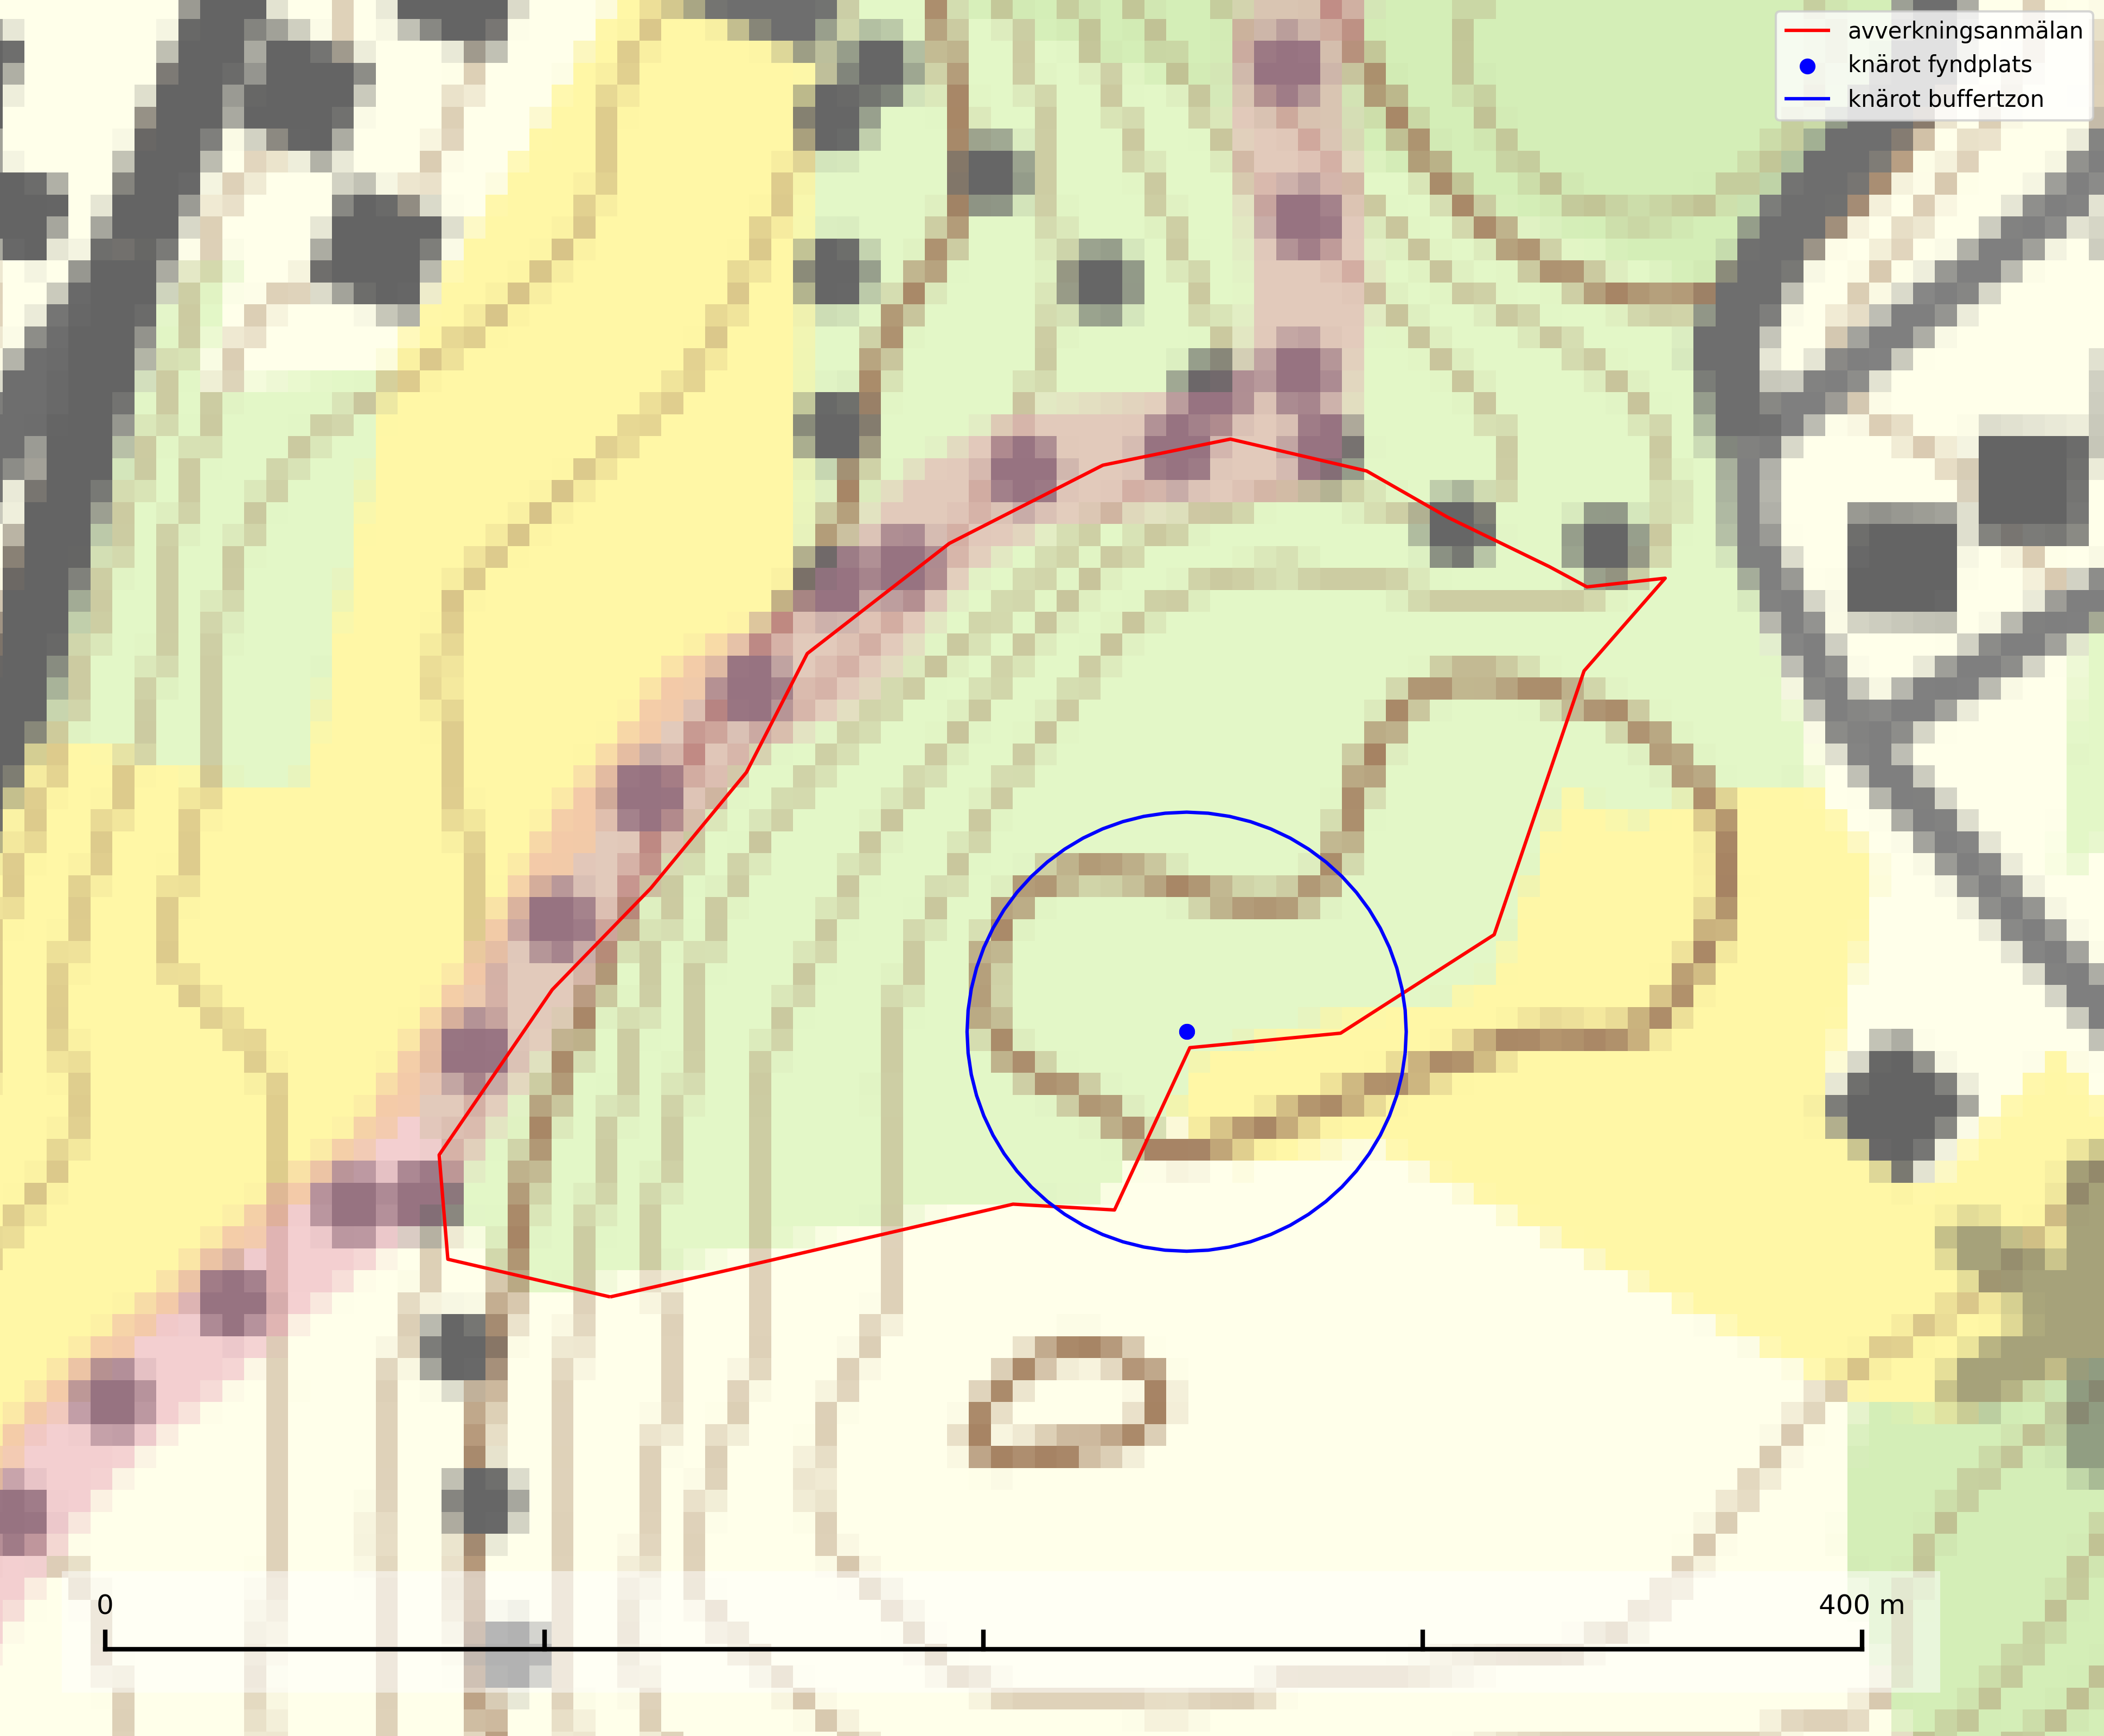 avverkningsanmälan
knärot fyndplats
knärot buffertzon
0
400 m